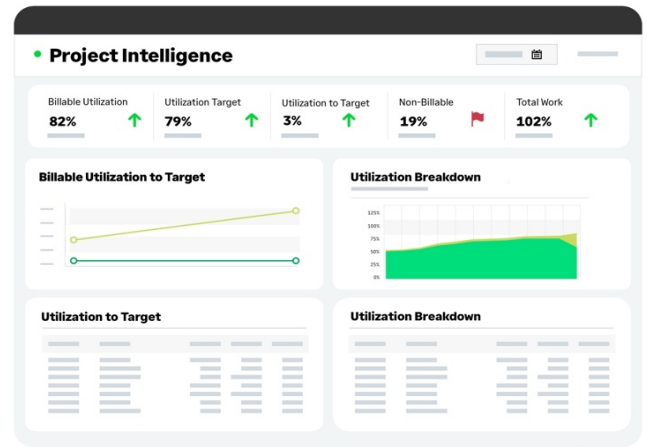 Project Intelligence
Billable Utilization
82%
Utilization Target
79%
Utilization to Target
3%
Non-Billable
19%
Total Work
102%
Billable Utilization to Target
Utilization Breakdown
125%
100%
75%
50%
25%
0%
Utilization to Target
Utilization Breakdown